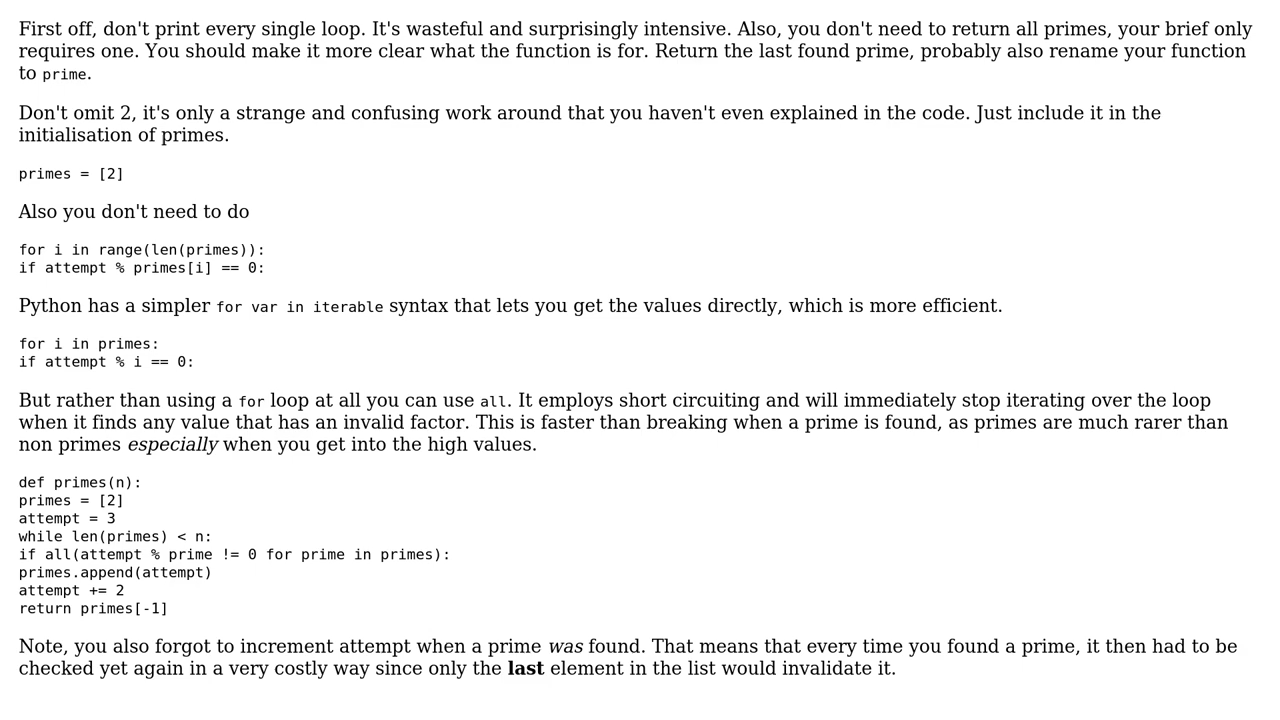 First off, don't print every single loop. It's wasteful and surprisingly intensive. Also, you don't need to return all primes, your brief only
requires one. You should make it more clear what the function is for. Return the last found prime, probably also rename your function
to prime.
Don't omit 2, it's only a strange and confusing work around that you haven't even explained in the code. Just include it in the
initialisation of primes.
primes = [2]
Also you don't need to do
for i in range(len(primes)):
if attempt % primes[i] == 0:
Python has a simpler for var in iterable syntax that lets you get the values directly, which is more efficient.
for i in primes:
if attempt % i == 0:
But rather than using a for loop at all you can use all. It employs short circuiting and will immediately stop iterating over the loop
when it finds any value that has an invalid factor. This is faster than breaking when a prime is found, as primes are much rarer than
non primes especially when you get into the high values.
def primes(n):
primes = [2]
attempt = 3
while len(primes) < n:
if all(attempt % prime != 0 for prime in primes):
primes.append(attempt)
attempt += 2
return primes[-1]
Note, you also forgot to increment attempt when a prime was found. That means that every time you found a prime, it then had to be
checked yet again in a very costly way since only the last element in the list would invalidate it.